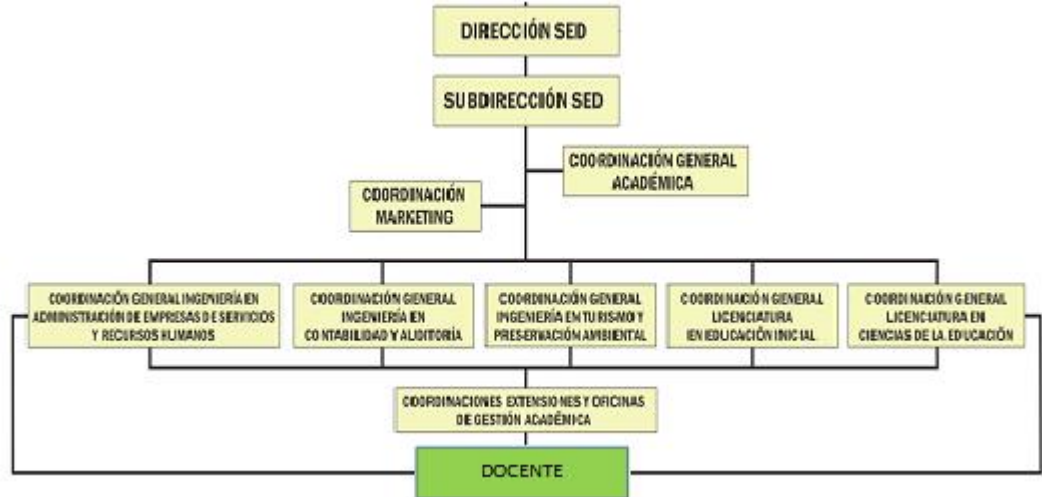 DIRECCIÓN SED
SUBDIRECCIÓN SED
COORDINACIÓN GENERAL
ACADÉMICA
COORDINACIÓN
MARKETING
COORDINACIÓN GENERAL INGENIERÍA EN
ADMINISTRACIÓN DE EMPRESAS DE SERVICIOS
Y RECURSOS HUMANOS
COORDINACIÓN GENERAL
INGENIERÍA EN
CONTABILIDAD Y AUDITORÍA
COORDINACIÓN GENERAL
INGENIERÍA EN TURISMO Y
PRESERVACIÓN AMBIENTAL
COORDINACIÓN GENERAL
LICENCIATURA
EN EDUCACIÓN INICIAL
COORDINACIÓN GENERAL
LICENCIATURA EN
CIENCIAS DE LA EDUCACIÓN
COORDINACIONES EXTENSIONES Y OFICINAS
DE GESTIÓN ACADÉMICA
DOCENTE